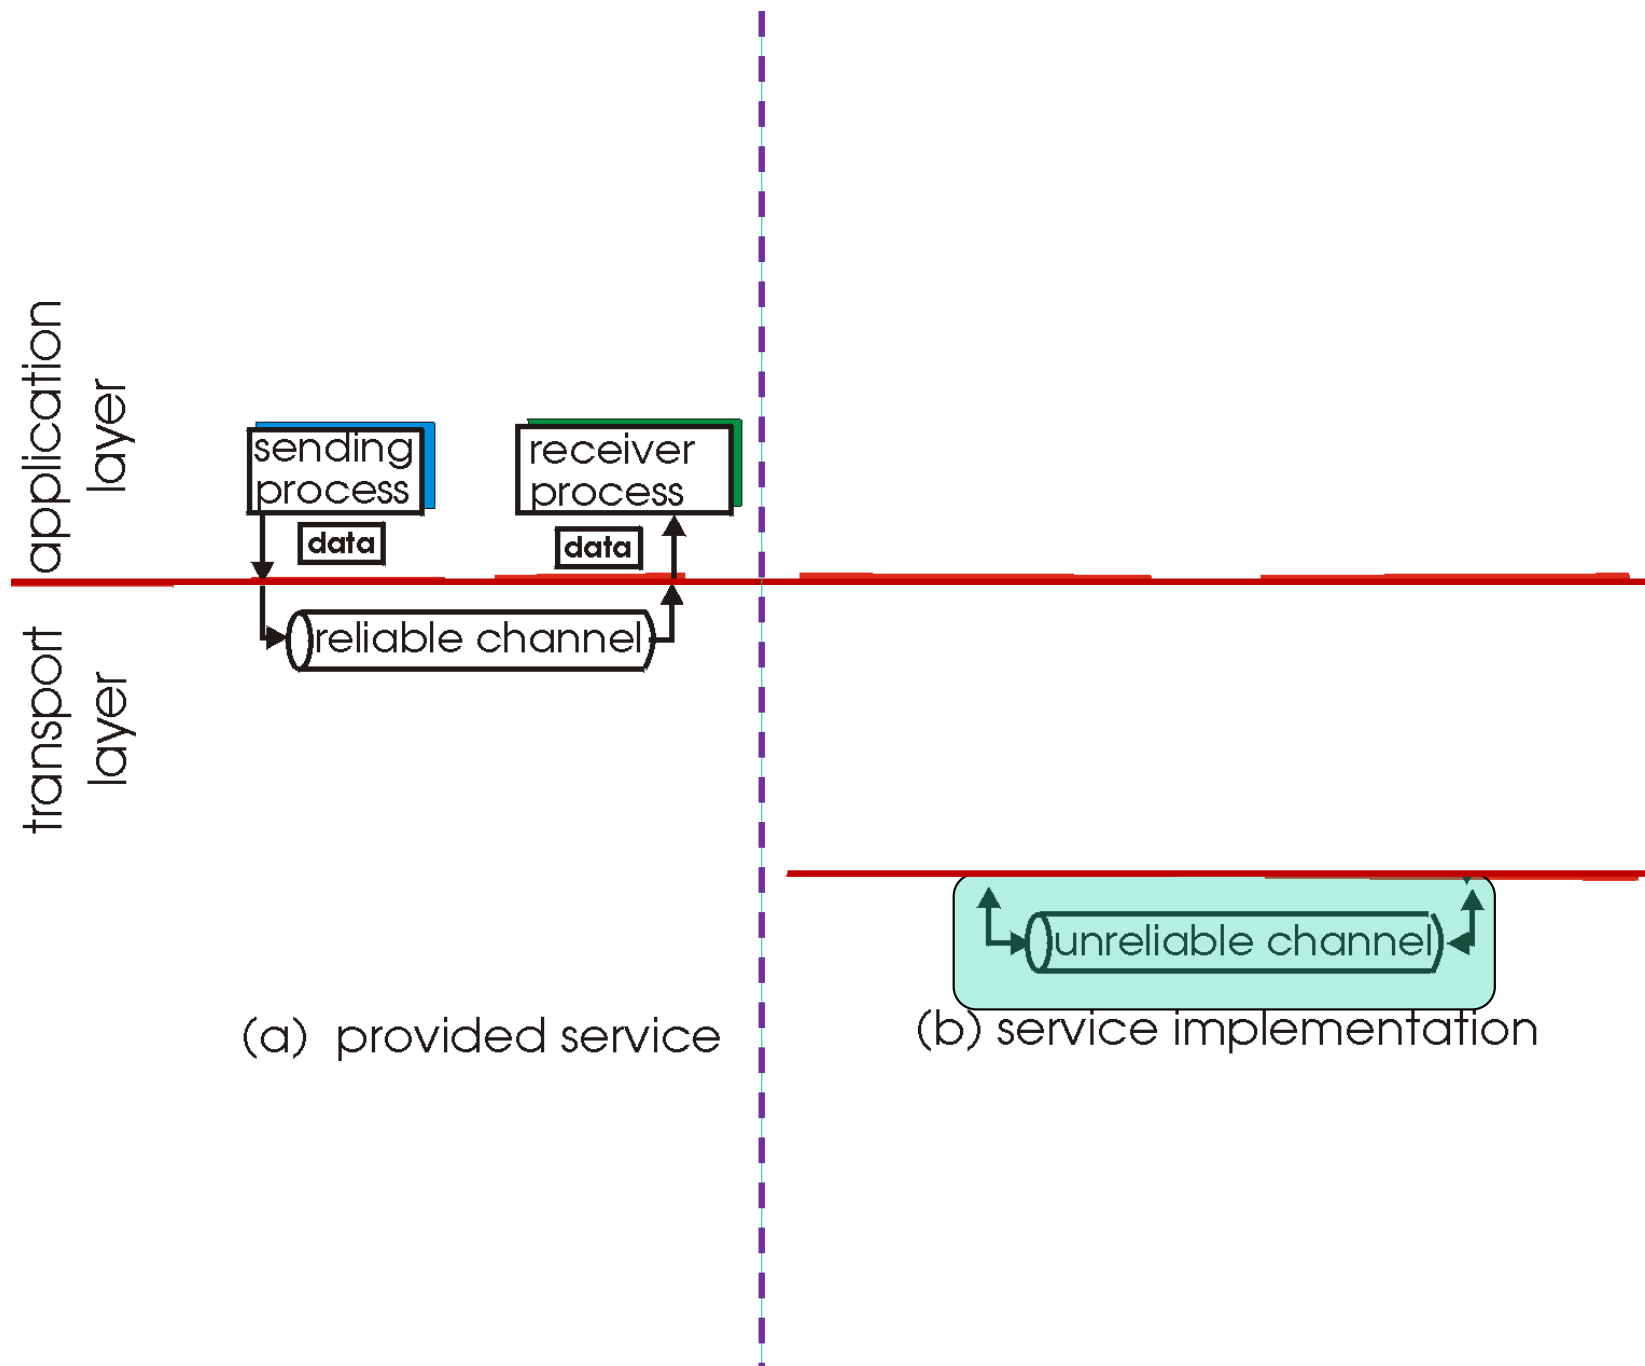 application
layer
sending
process
receiver
process
data
data
reliable channel
transport
layer
unreliable channel
(a) provided service
(b) service implementation